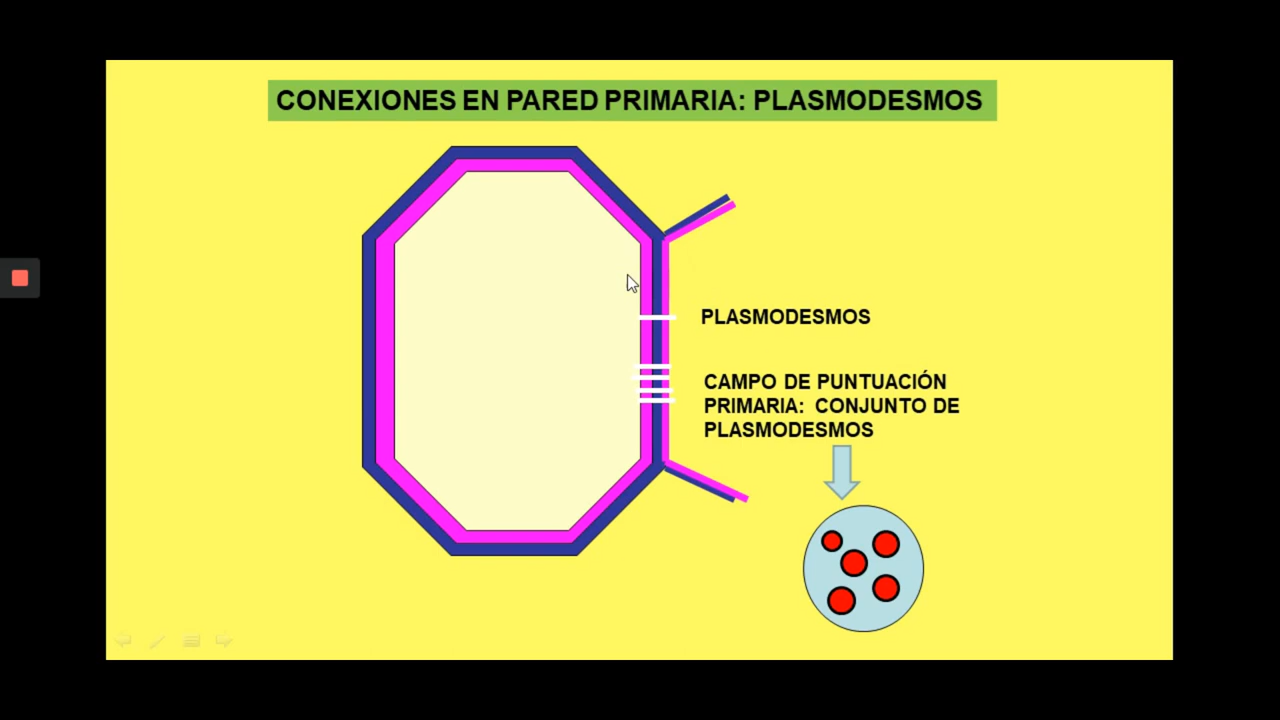 CONEXIONES EN PARED PRIMARIA: PLASMODESMOS
PLASMODESMOS
CAMPO DE PUNTUACIÓN
PRIMARIA: CONJUNTO DE
PLASMODESMOS